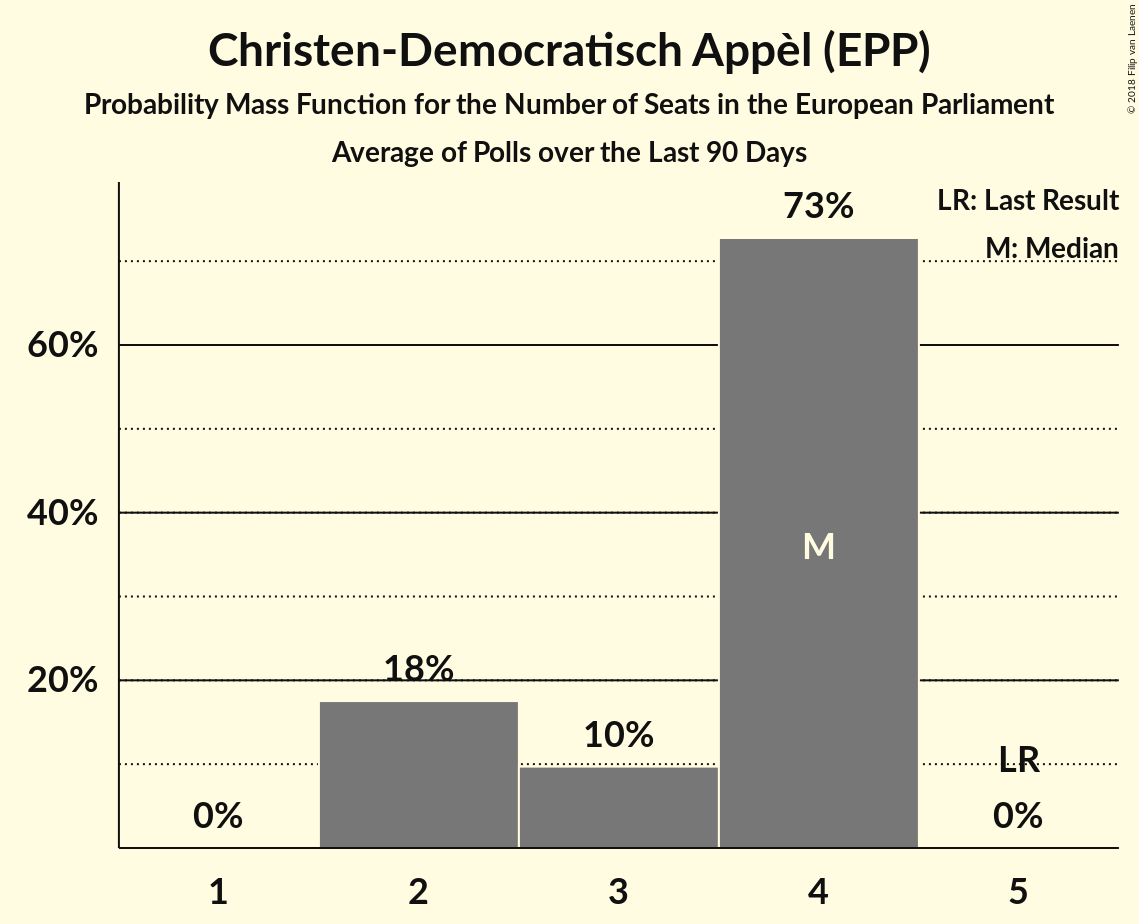 Christen-Democratisch Appèl (EPP)
Probability Mass Function for the Number of Seats in the European Parliament
Average of Polls over the Last 90 Days
© 2018 Filip van Laenen
LR: Last Result
M: Median
73%
60%
40%
20%
M
18%
10%
LR
0%
0%
1 2 3 4 5